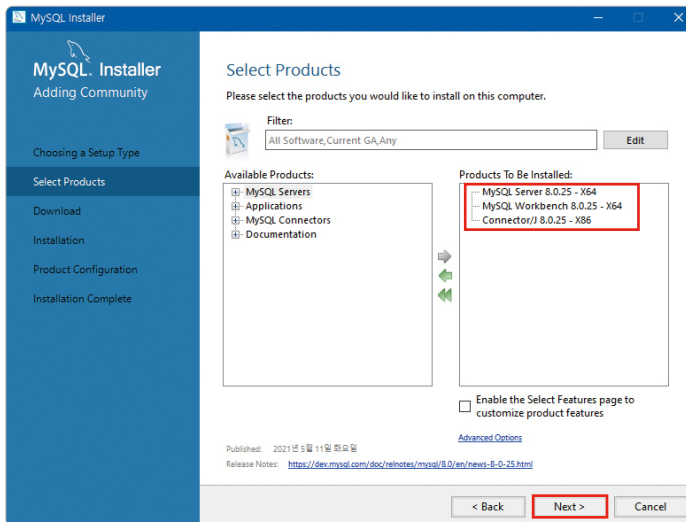 MySQL Installer
MySQL. Installer
Adding Community
Choosing a Setup Type
Select Products
Download
Installation
Product Configuration
Installation Complete
Select Products
Please select the products you would like to install on this computer.
Filter:
All Software,Current GA,Any
Edit
Available Products:
MySQL Servers
Applications
MySQL Connectors
Documentation
Products To Be Installed:
MySQL Server 8.0.25 - X64
MySQL Workbench 8.0.25 - X64
Connector/J 8.0.25 - X86
Enable the Select Features page to
customize product features
Advanced Options
Published: 2021년 5월 11일 화요일
Release Notes: https://dev.mysql.com/doc/relnotes/mysql/8.0/en/news-8-0-25.html
< Back
Next >
Cancel